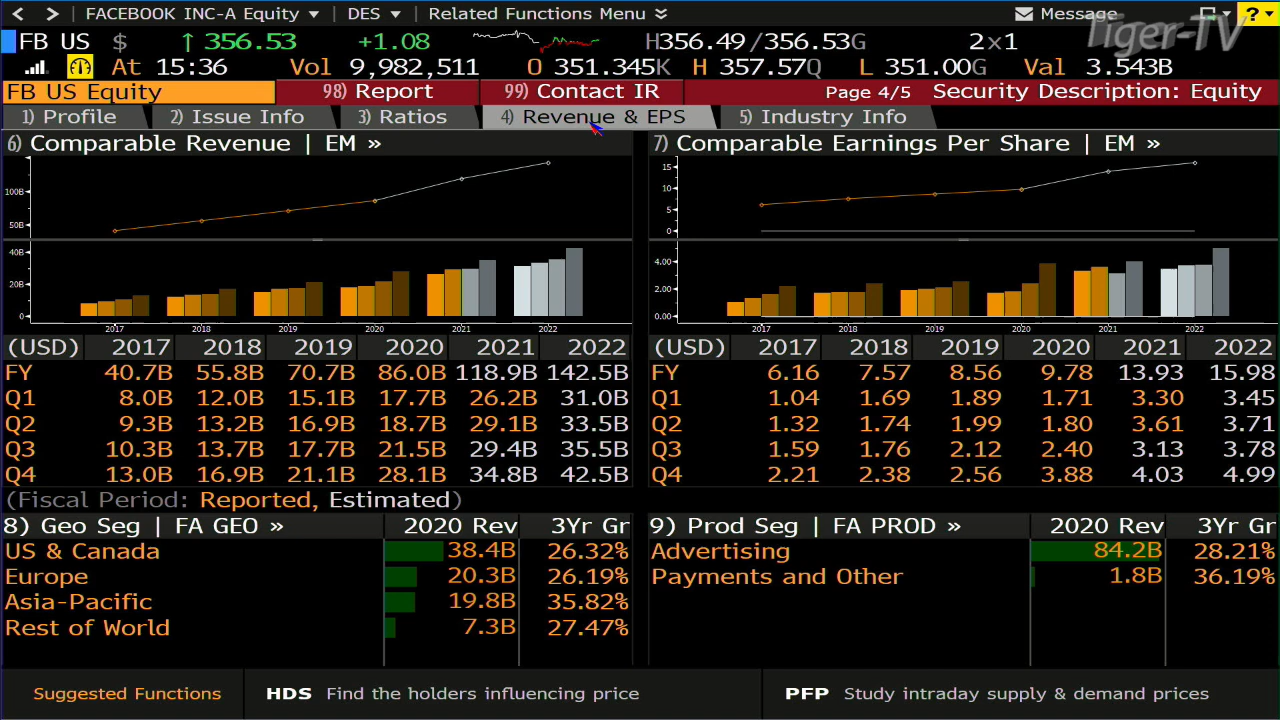 < > FACEBOOK INC-A Equity ▼ DES ▼ Related Functions Menu Message ? ▼
Tiger-TV
FB US $ ↑ 356.53 +1.08 H356.49/356.53G 2×1
At 15:36 Vol 9,982,511 O 351.345K H 357.57Q L 351.00G Val 3.543B
FB US Equity 98) Report 99) Contact IR Page 4/5 Security Description: Equity
1) Profile 2) Issue Info 3) Ratios 4) Revenue & EPS 5) Industry Info
6) Comparable Revenue | EM »
100B
50B
40B
20B
0
2017 2018 2019 2020 2021 2022
(USD) 2017 2018 2019 2020 2021 2022
FY 40.7B 55.8B 70.7B 86.0B 118.9B 142.5B
Q1 8.0B 12.0B 15.1B 17.7B 26.2B 31.0B
Q2 9.3B 13.2B 16.9B 18.7B 29.1B 33.5B
Q3 10.3B 13.7B 17.7B 21.5B 29.4B 35.5B
Q4 13.0B 16.9B 21.1B 28.1B 34.8B 42.5B
7) Comparable Earnings Per Share | EM »
15
10
5
0
4.00
2.00
0.00
2017 2018 2019 2020 2021 2022
(USD) 2017 2018 2019 2020 2021 2022
FY 6.16 7.57 8.56 9.78 13.93 15.98
Q1 1.04 1.69 1.89 1.71 3.30 3.45
Q2 1.32 1.74 1.99 1.80 3.61 3.71
Q3 1.59 1.76 2.12 2.40 3.13 3.78
Q4 2.21 2.38 2.56 3.88 4.03 4.99
(Fiscal Period: Reported, Estimated)
8) Geo Seg | FA GEO » 2020 Rev 3Yr Gr
US & Canada 38.4B 26.32%
Europe 20.3B 26.19%
Asia-Pacific 19.8B 35.82%
Rest of World 7.3B 27.47%
9) Prod Seg | FA PROD » 2020 Rev 3Yr Gr
Advertising 84.2B 28.21%
Payments and Other 1.8B 36.19%
Suggested Functions HDS Find the holders influencing price PFP Study intraday supply & demand prices